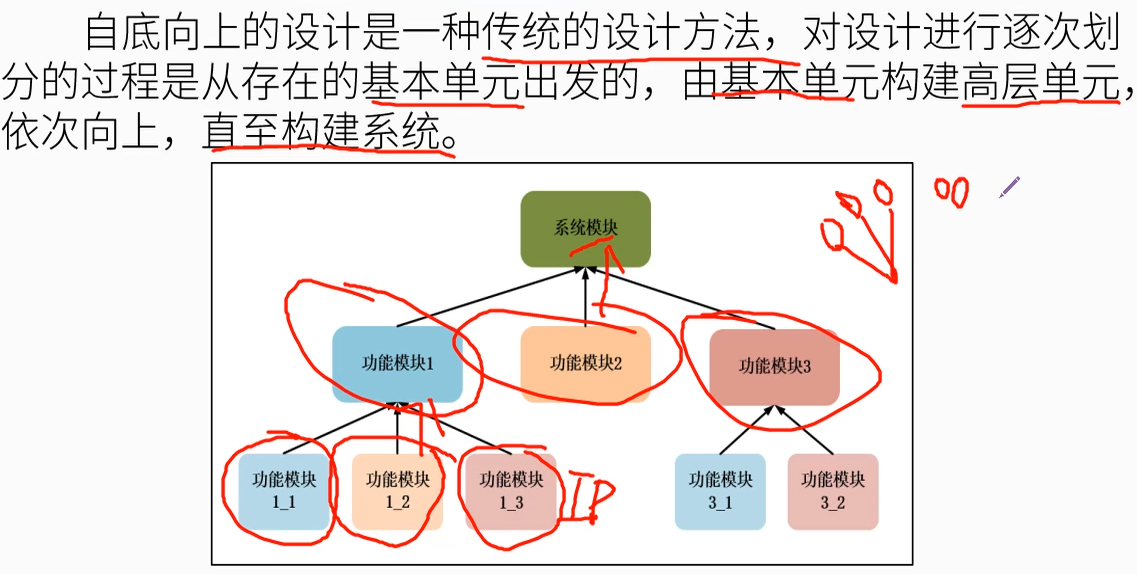 自底向上的设计是一种传统的设计方法，对设计进行逐次划
分的过程是从存在的基本单元出发的，由基本单元构建高层单元，
依次向上，直至构建系统。
系统模块
功能模块1
功能模块2
功能模块3
功能模块
1_1
功能模块
1_2
功能模块
1_3
IP
功能模块
3_1
功能模块
3_2